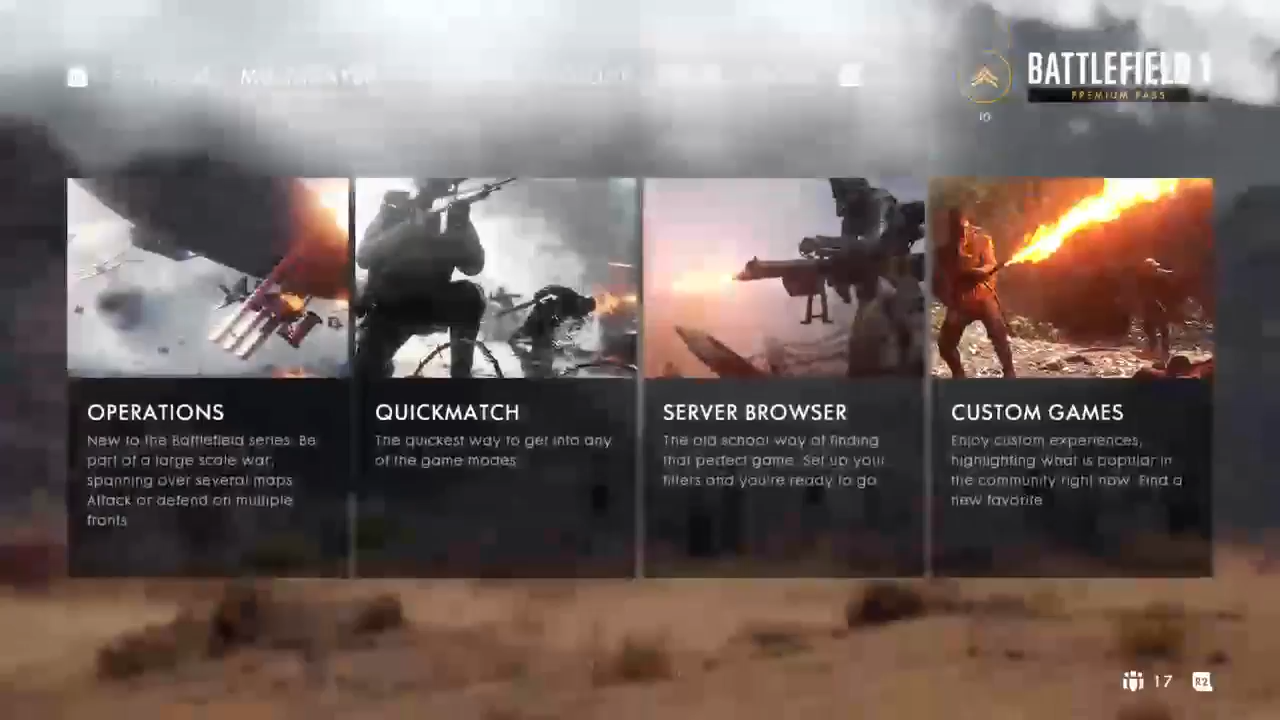 MULTIPLAYER
BATTLEFIELD 1
PREMIUM PASS
10
OPERATIONS
New to the Battlefield series. Be
part of a large scale war,
spanning over several maps.
Attack or defend on multiple
fronts.
QUICKMATCH
The quickest way to get into any
of the game modes.
SERVER BROWSER
The old school way of finding
that perfect game. Set up your
filters and you're ready to go.
CUSTOM GAMES
Enjoy custom experiences,
highlighting what is popular in
the community right now. Find a
new favorite.
17 R2